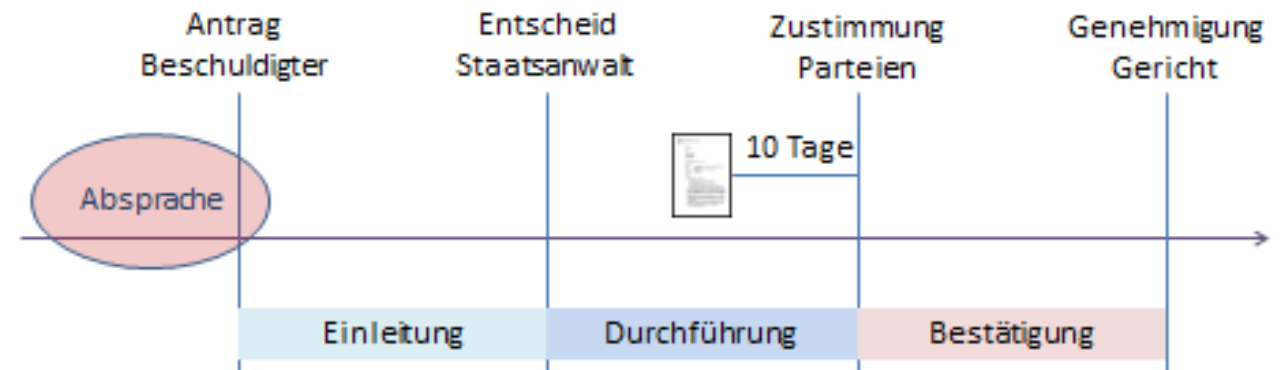 Antrag
Beschuldigter
Entscheid
Staatsanwalt
Zustimmung
Parteien
Genehmigung
Gericht
10 Tage
Absprache
Einleitung
Durchführung
Bestätigung